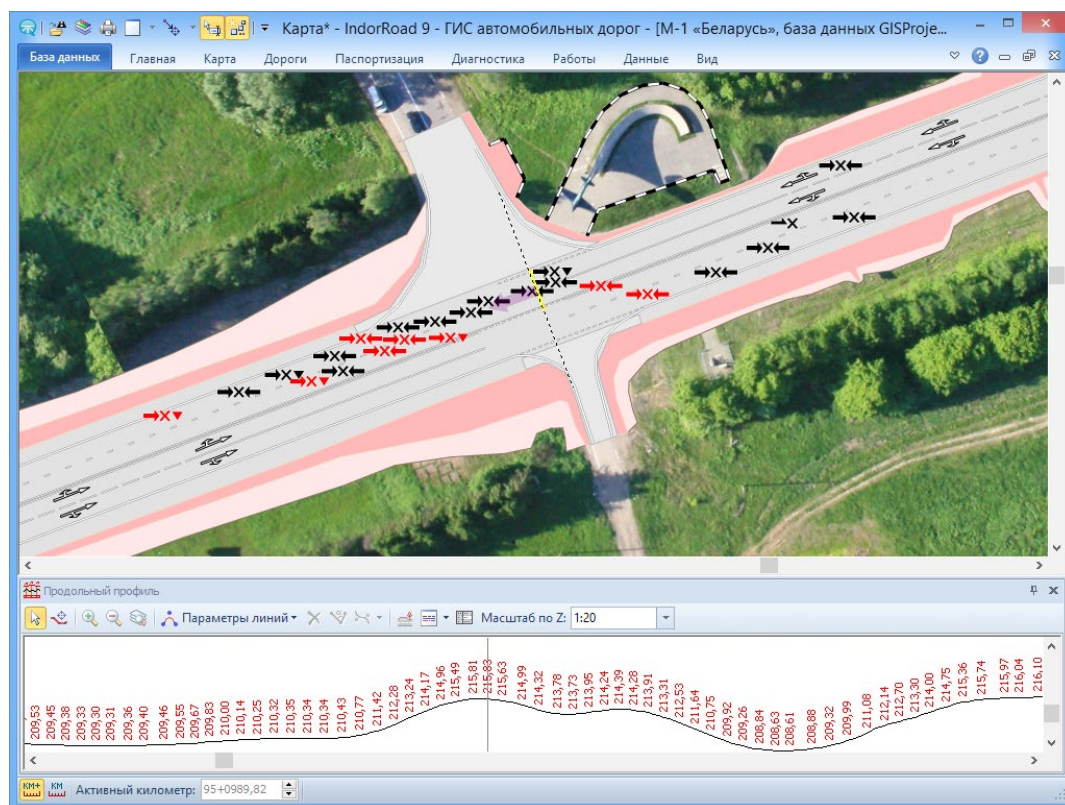 Карта* - IndorRoad 9 - ГИС автомобильных дорог - [М-1 «Беларусь», база данных GISProje...
База данных Главная Карта Дороги Паспортизация Диагностика Работы Данные Вид
Продольный профиль
Параметры линий Масштаб по Z: 1:20
209,53 209,45 209,38 209,33 209,30 209,31 209,36 209,40 209,46 209,55 209,67 209,83 210,00 210,14 210,25 210,32 210,35 210,34 210,34 210,43 210,77 211,42 212,28 213,24 214,17 214,96 215,49 215,81 215,83 215,63 214,99 214,32 213,78 213,73 213,95 214,24 214,39 214,28 213,91 213,31 212,53 211,64 210,75 209,92 209,26 208,84 208,63 208,61 208,88 209,32 209,99 211,08 212,14 212,70 213,30 214,00 214,75 215,36 215,74 215,97 216,04 216,10
КМ+ КМ Активный километр: 95+0989,82